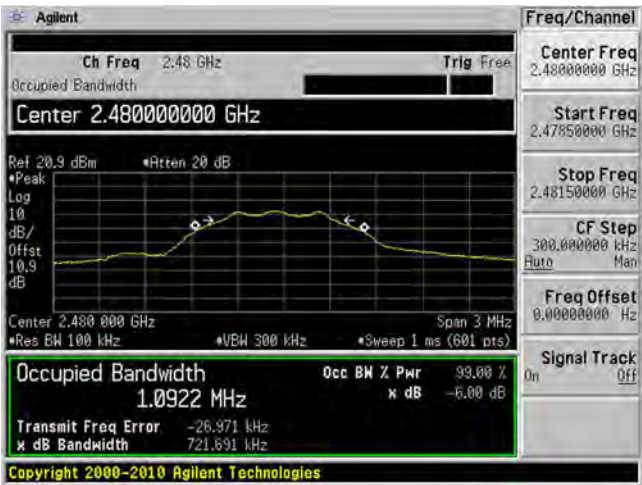 Agilent
Freq/Channel
Ch Freq 2.48 GHz Trig Free
Occupied Bandwidth
Center 2.480000000 GHz
Center Freq
2.48000000 GHz
Start Freq
2.47850000 GHz
Stop Freq
2.48150000 GHz
CF Step
300.000000 kHz
Auto Man
Freq Offset
0.00000000 Hz
Signal Track
On Off
Ref 20.9 dBm •Atten 20 dB
•Peak
Log
10
dB/
Offst
10.9
dB
Center 2.480 000 GHz Span 3 MHz
•Res BW 100 kHz •VBW 300 kHz •Sweep 1 ms (601 pts)
Occupied Bandwidth Occ BW % Pwr 99.00 %
1.0922 MHz x dB -6.00 dB
Transmit Freq Error -26.971 kHz
x dB Bandwidth 721.691 kHz
Copyright 2000-2010 Agilent Technologies